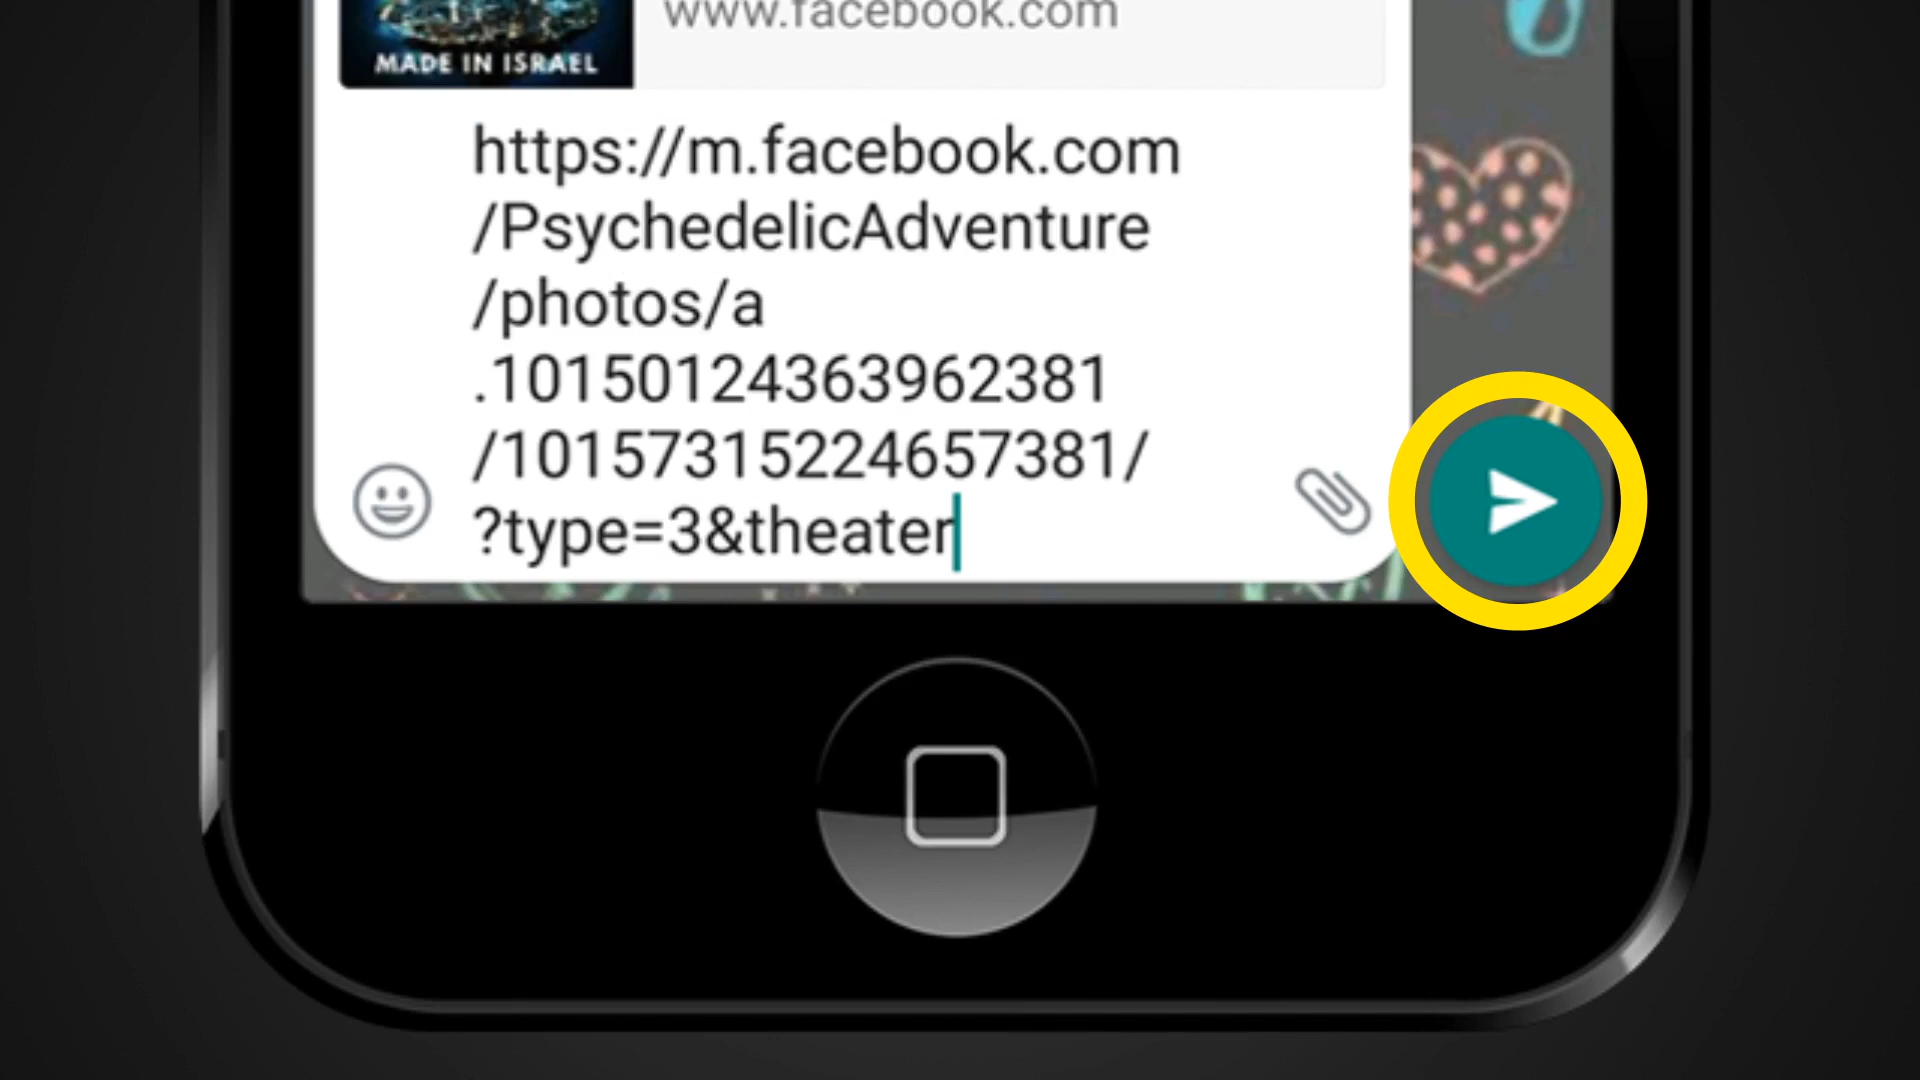 www.facebook.com
MADE IN ISRAEL
https://m.facebook.com
/PsychedelicAdventure
/photos/a
.10150124363962381
/10157315224657381/
?type=3&theater